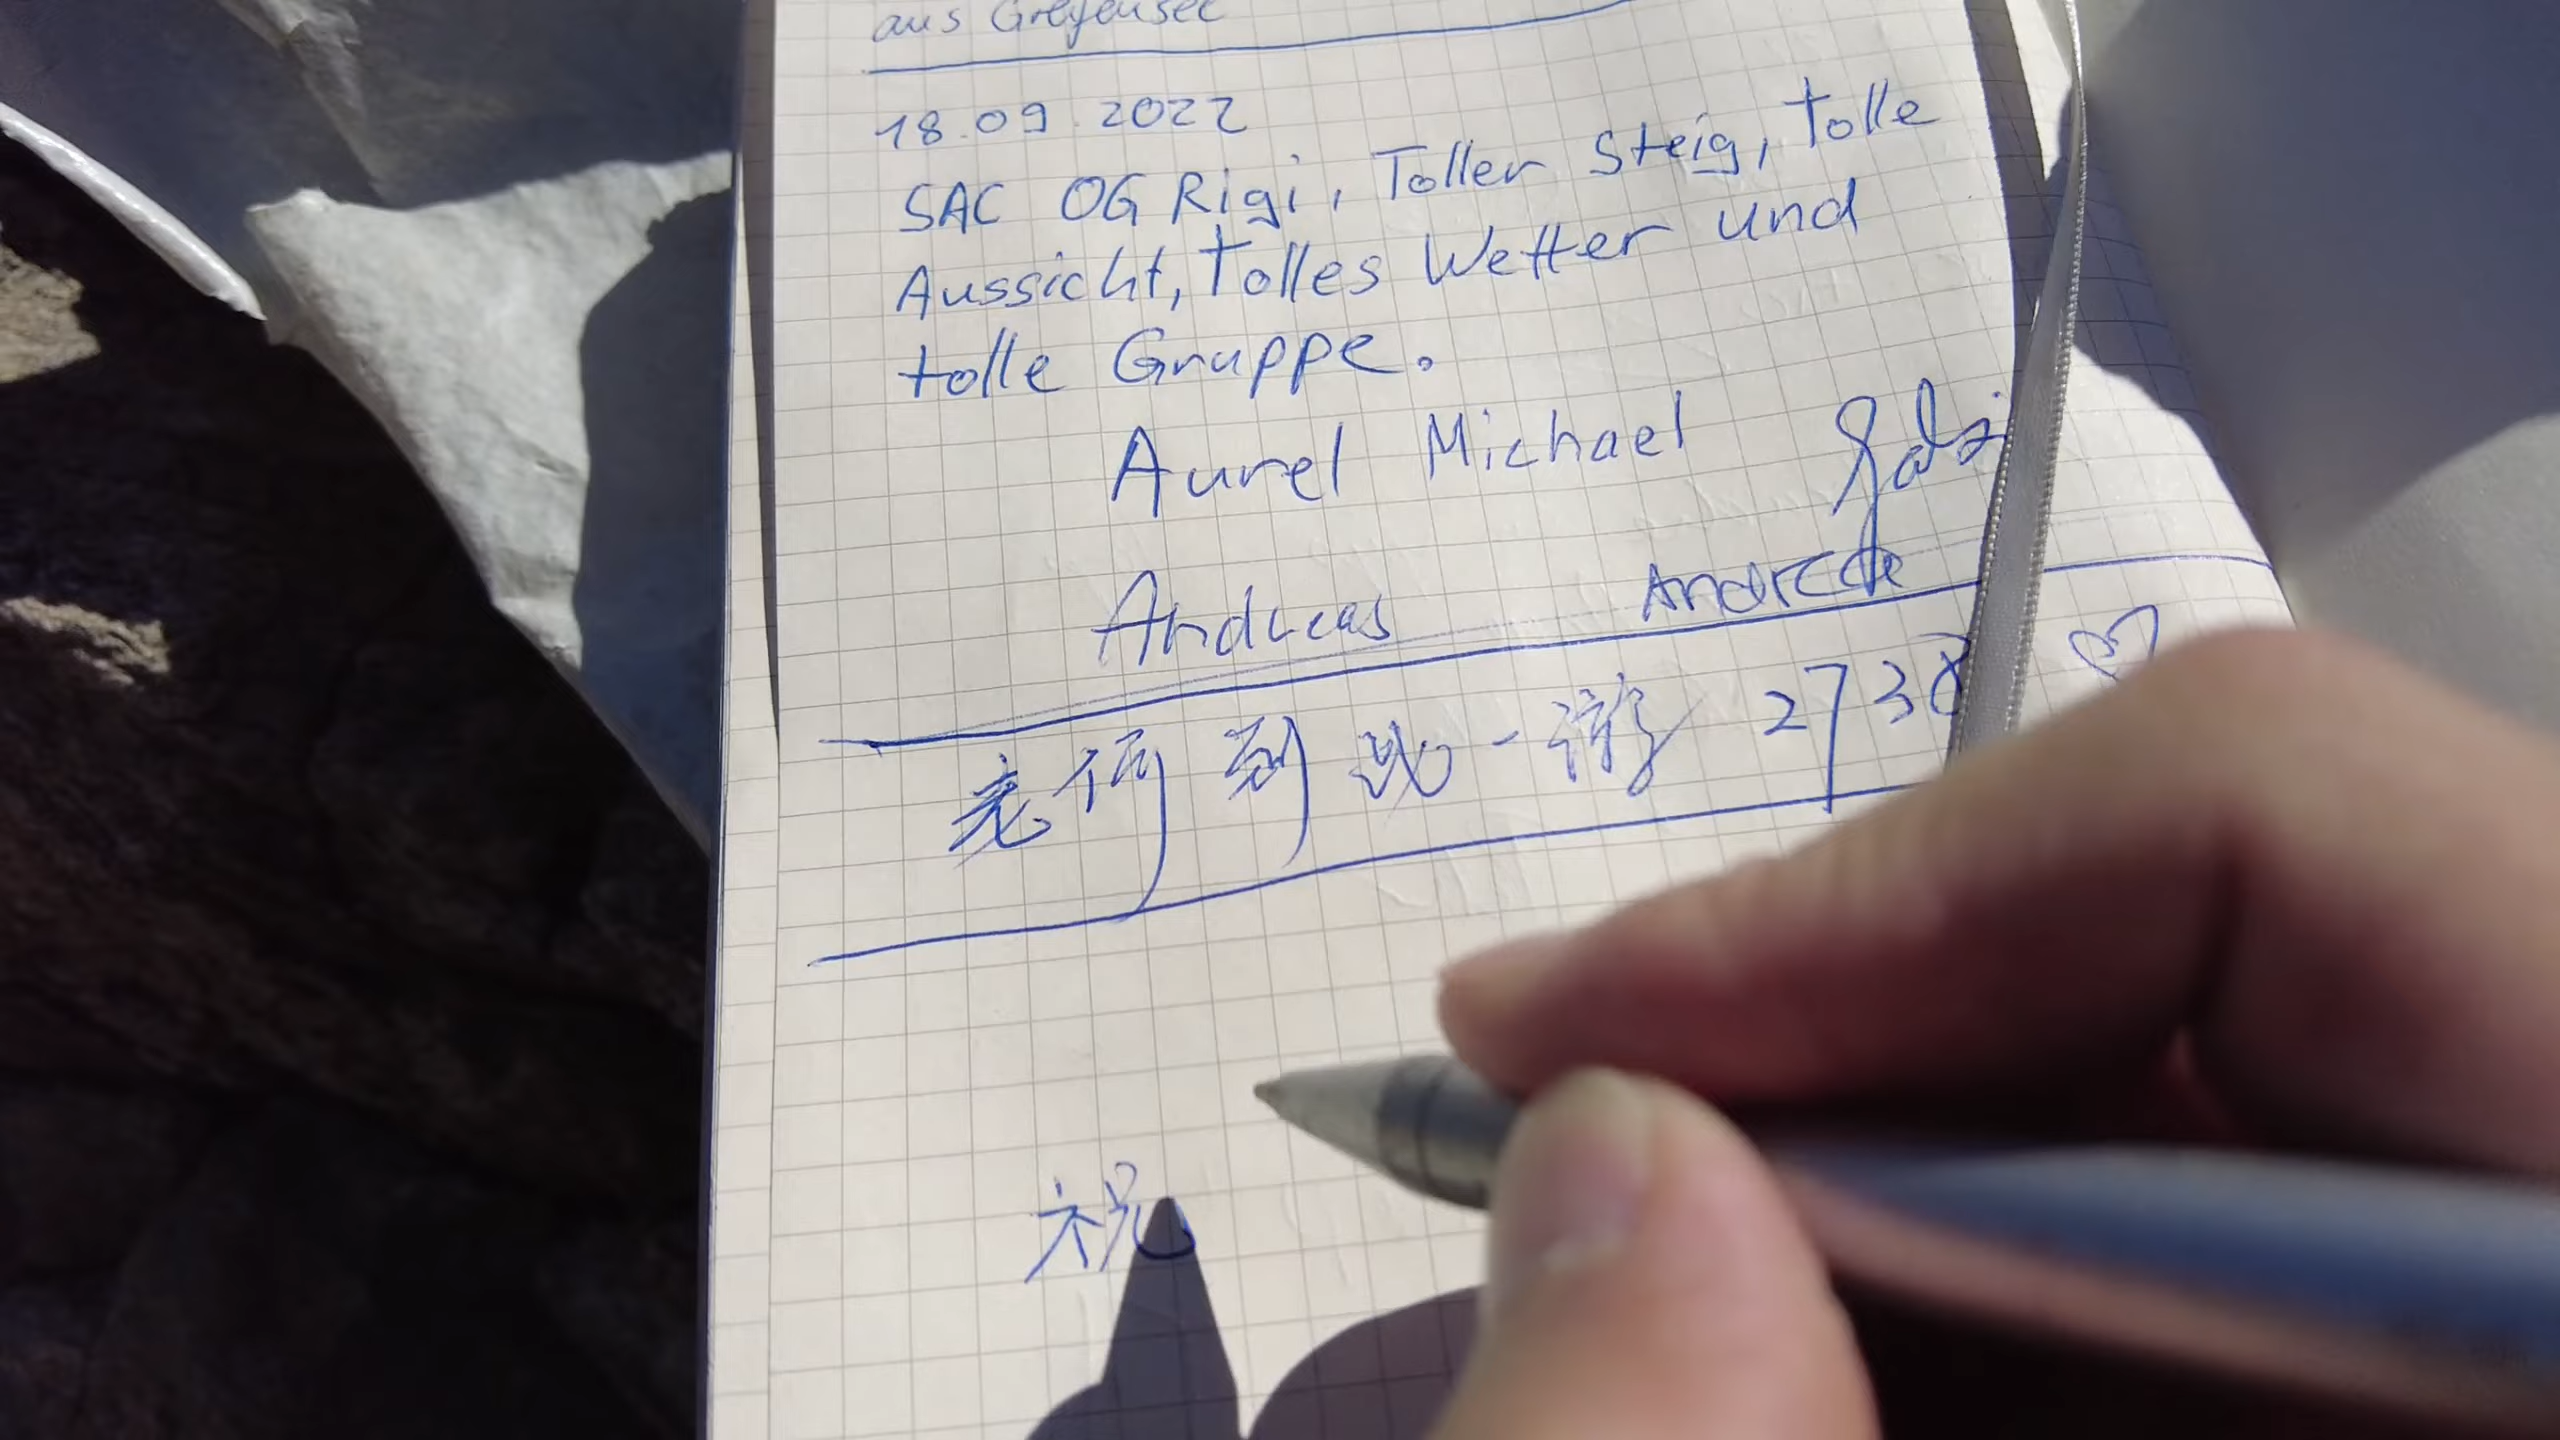 aus Greifensee
18.09.2022
SAC OG Rigi, Toller Steig, tolle
Aussicht, tolles Wetter und
tolle Gruppe.
Aurel Michael
Andreas Andrea
老何到此一游 2738
祝